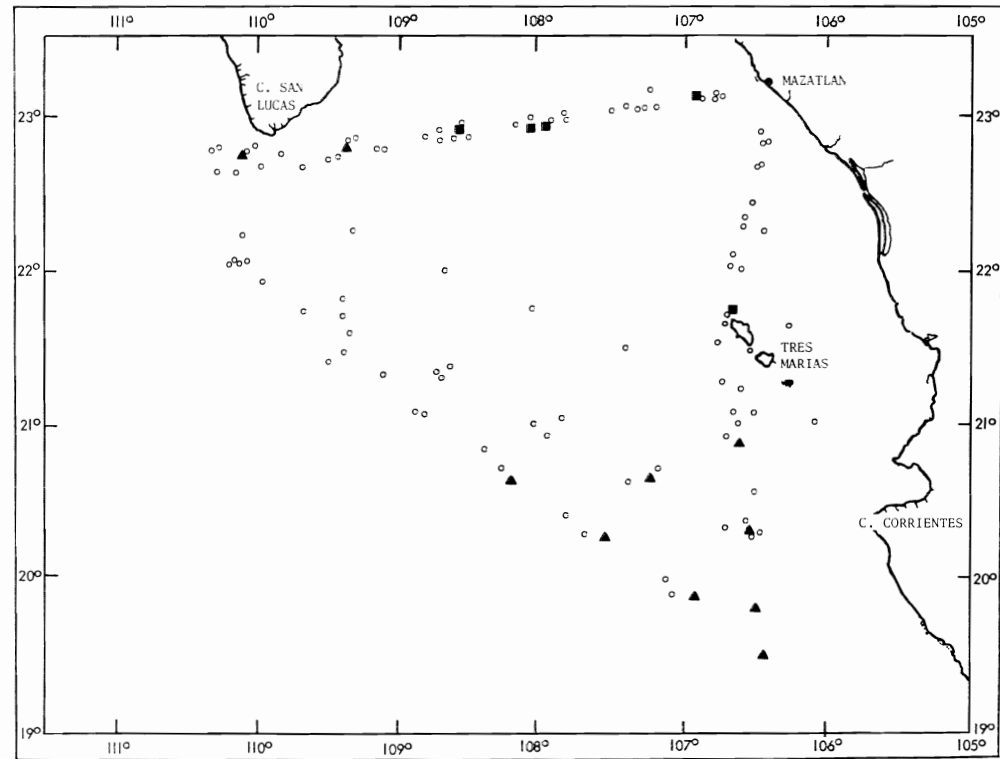 111° 110° 109° 108° 107° 106° 105°
C. SAN
LUCAS
MAZATLAN
23° 23°
22° 22°
TRES
MARIAS
21° 21°
C. CORRIENTES
20° 20°
19° 19°
111° 110° 109° 108° 107° 106° 105°